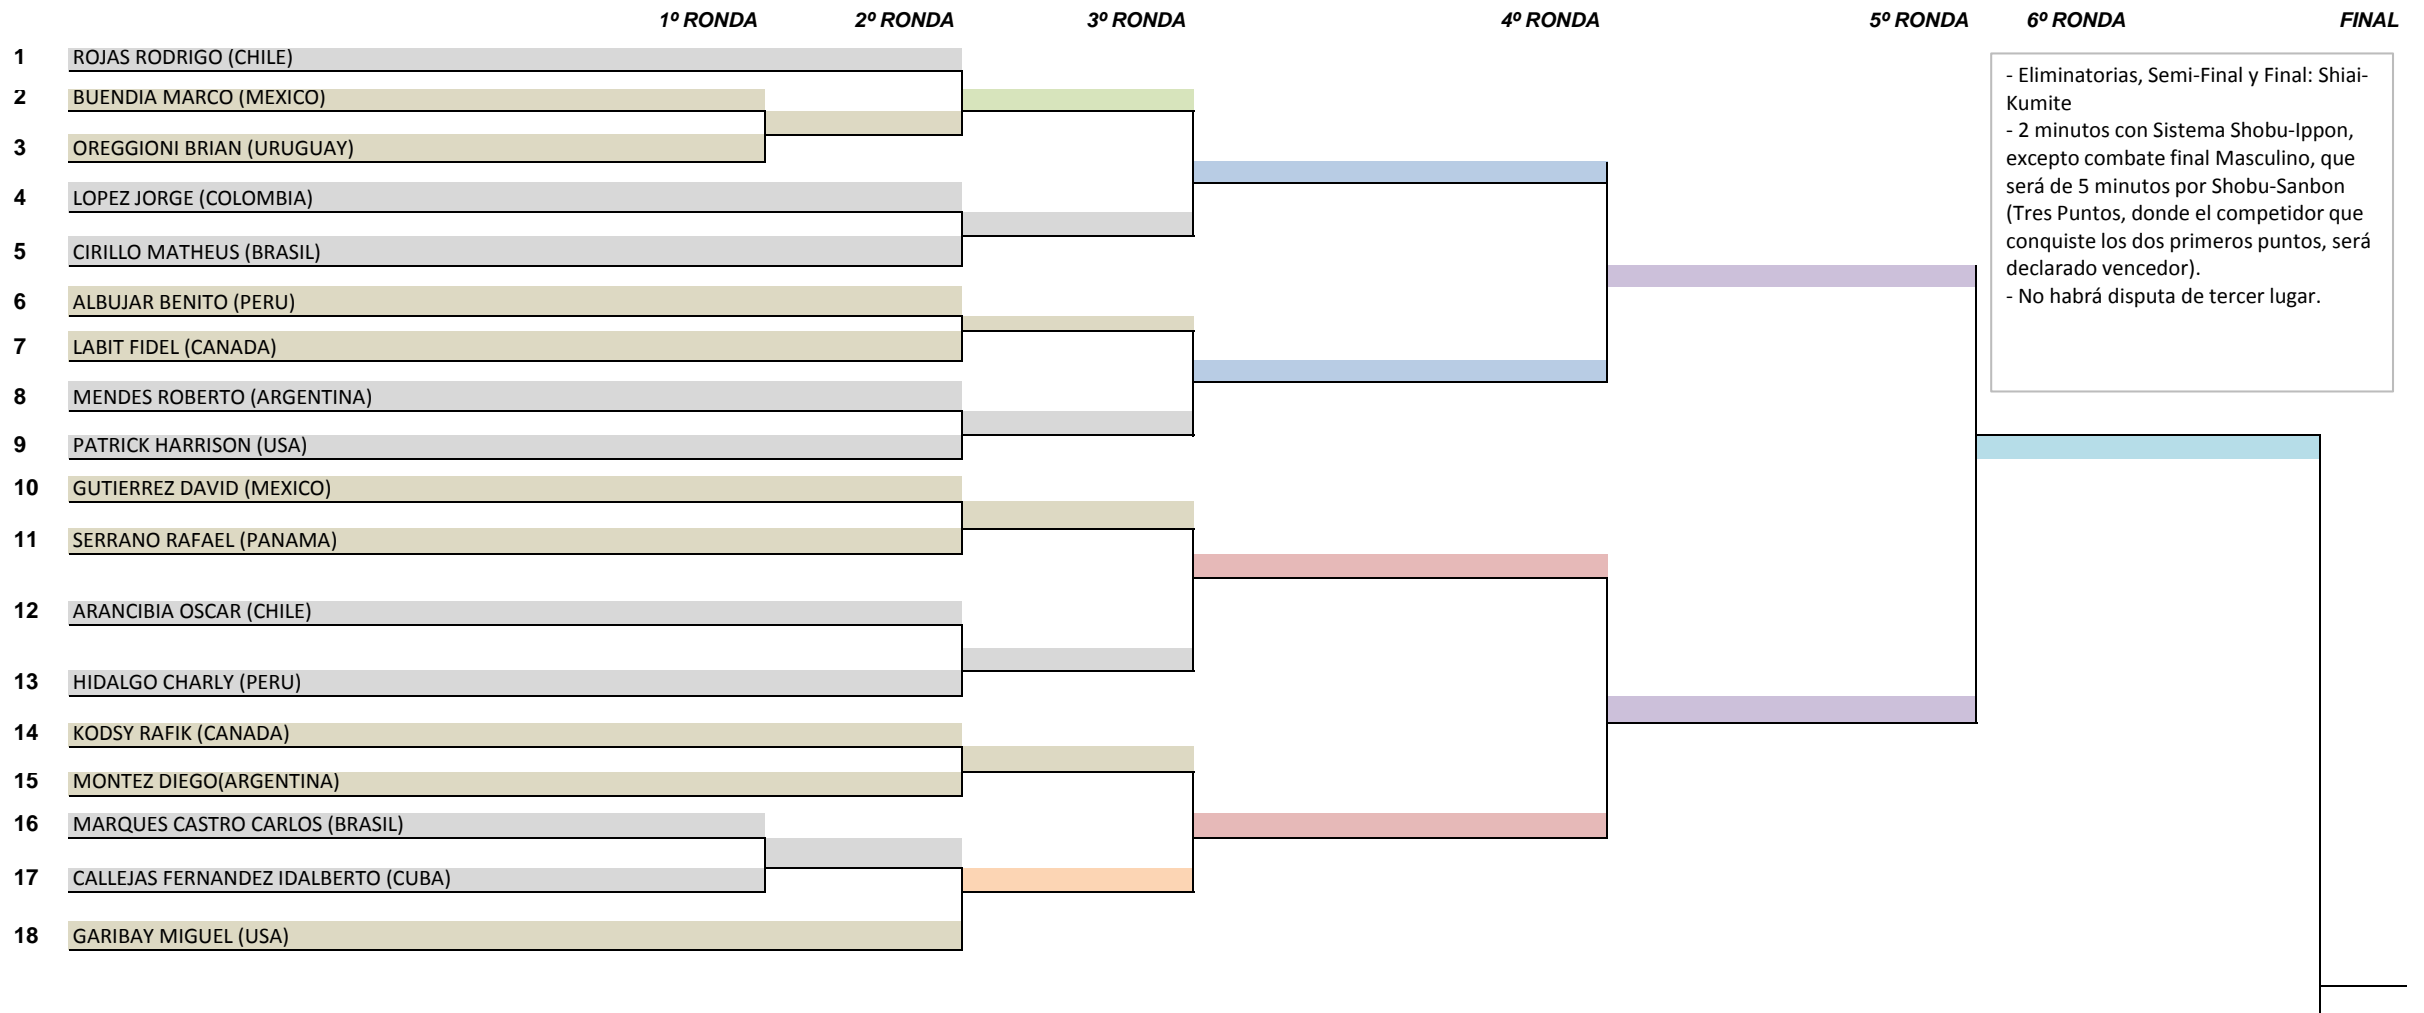 1º RONDA 2º RONDA 3º RONDA 4º RONDA 5º RONDA 6º RONDA FINAL
1 ROJAS RODRIGO (CHILE)
2 BUENDIA MARCO (MEXICO)
3 OREGGIONI BRIAN (URUGUAY)
4 LOPEZ JORGE (COLOMBIA)
5 CIRILLO MATHEUS (BRASIL)
6 ALBUJAR BENITO (PERU)
7 LABIT FIDEL (CANADA)
8 MENDES ROBERTO (ARGENTINA)
9 PATRICK HARRISON (USA)
10 GUTIERREZ DAVID (MEXICO)
11 SERRANO RAFAEL (PANAMA)
12 ARANCIBIA OSCAR (CHILE)
13 HIDALGO CHARLY (PERU)
14 KODSY RAFIK (CANADA)
15 MONTEZ DIEGO(ARGENTINA)
16 MARQUES CASTRO CARLOS (BRASIL)
17 CALLEJAS FERNANDEZ IDALBERTO (CUBA)
18 GARIBAY MIGUEL (USA)
- Eliminatorias, Semi-Final y Final: Shiai-
Kumite
- 2 minutos con Sistema Shobu-Ippon,
excepto combate final Masculino, que
será de 5 minutos por Shobu-Sanbon
(Tres Puntos, donde el competidor que
conquiste los dos primeros puntos, será
declarado vencedor).
- No habrá disputa de tercer lugar.